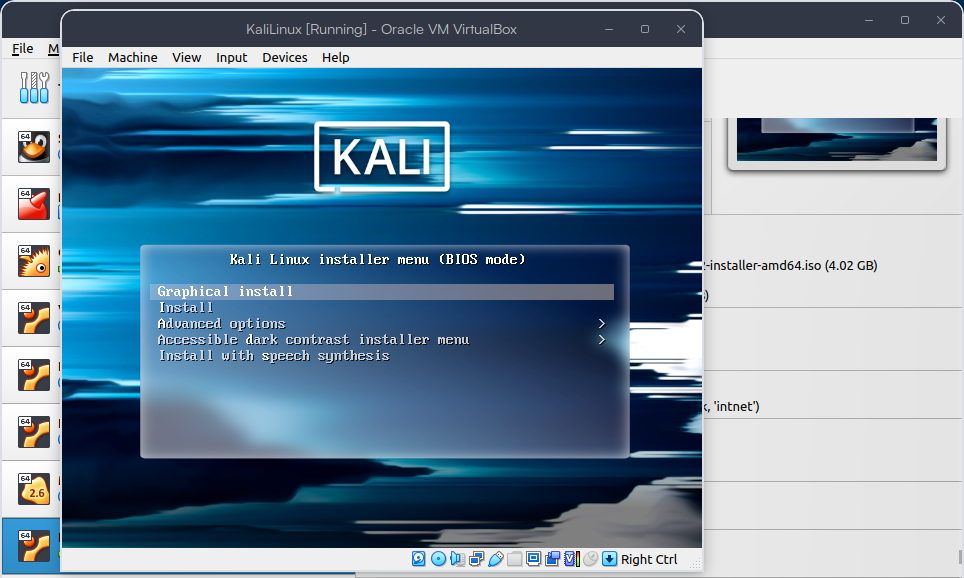 KaliLinux [Running] - Oracle VM VirtualBox
File
File Machine View Input Devices Help
KALI
Kali Linux installer menu (BIOS mode)
Graphical install
Install
Advanced options
Accessible dark contrast installer menu
Install with speech synthesis
-installer-amd64.iso (4.02 GB)
, 'intnet')
64
64
64
64
64
64
64
2.6
64
Right Ctrl